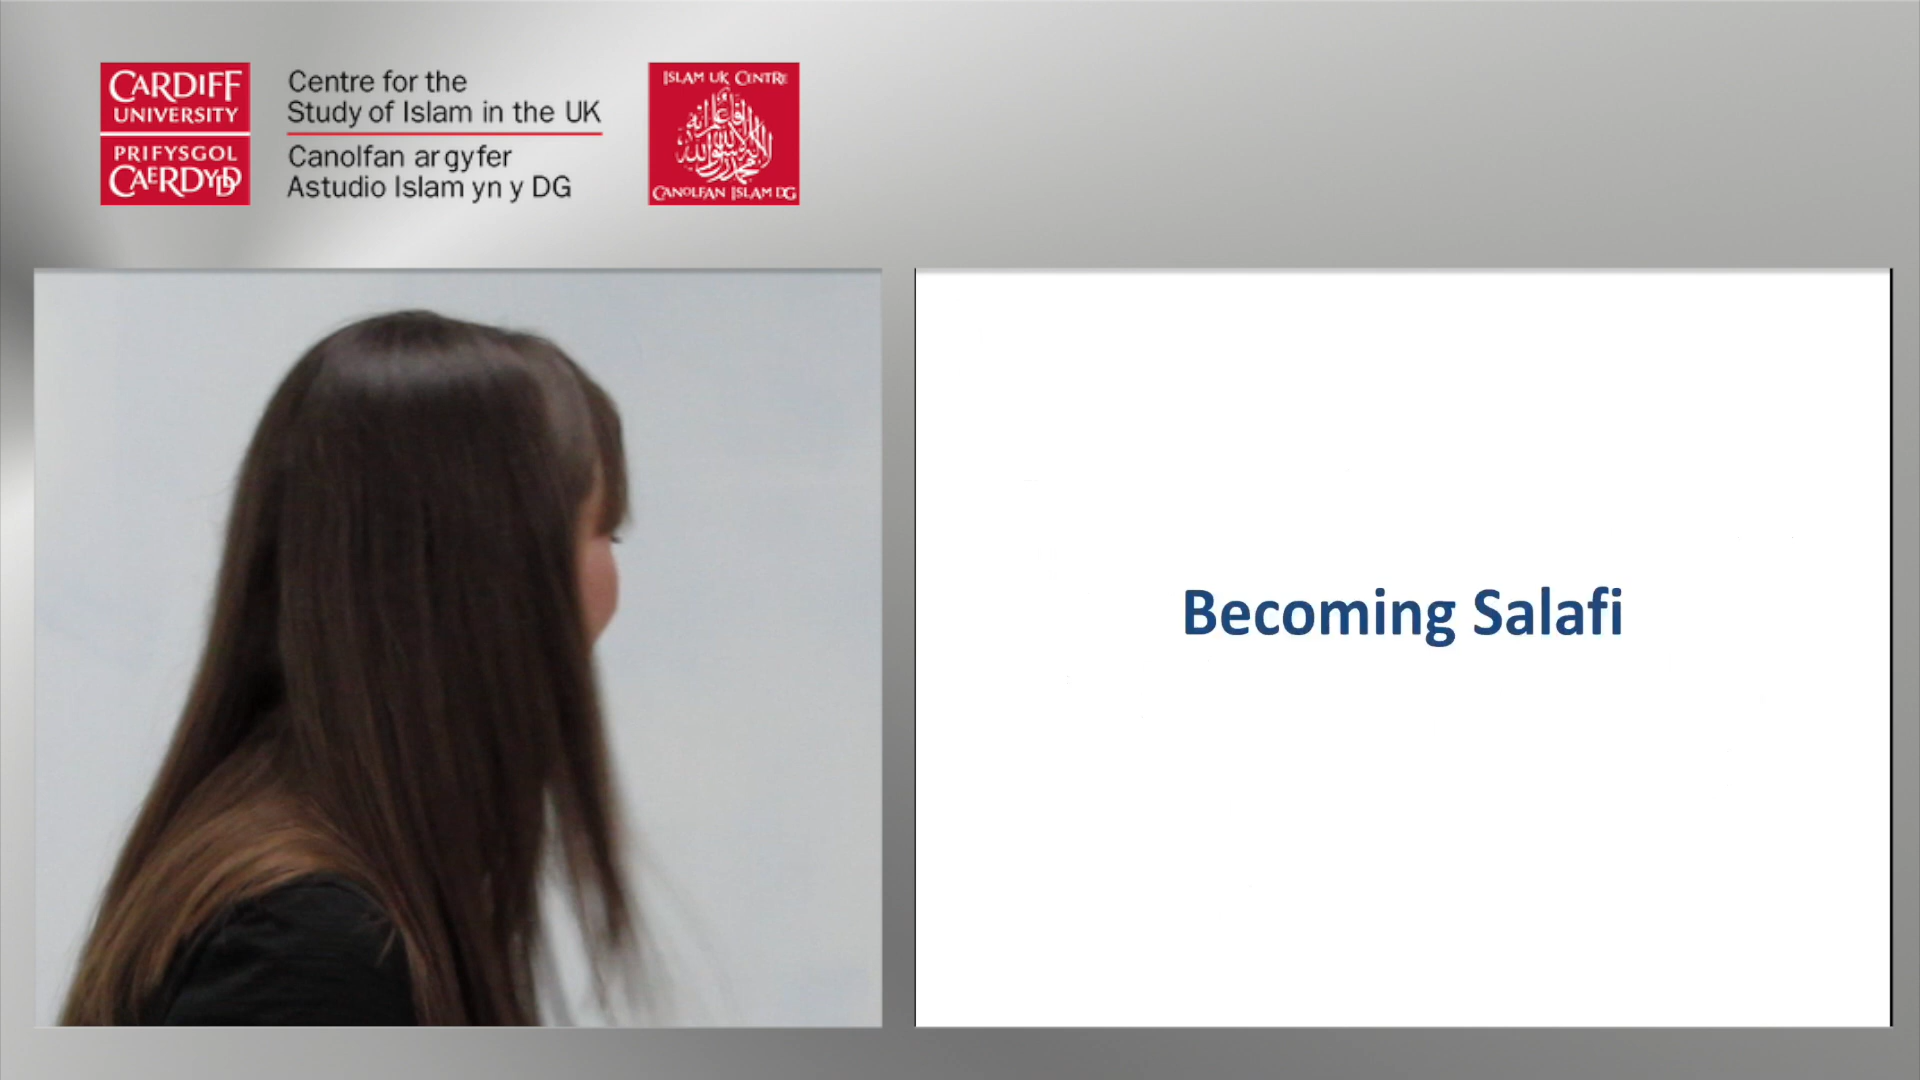 CARDIFF
UNIVERSITY
PRIFYSGOL
CAERDYDD
Centre for the
Study of Islam in the UK
Canolfan ar gyfer
Astudio Islam yn y DG
ISLAM UK CENTRE
CANOLFAN ISLAM DG
Becoming Salafi